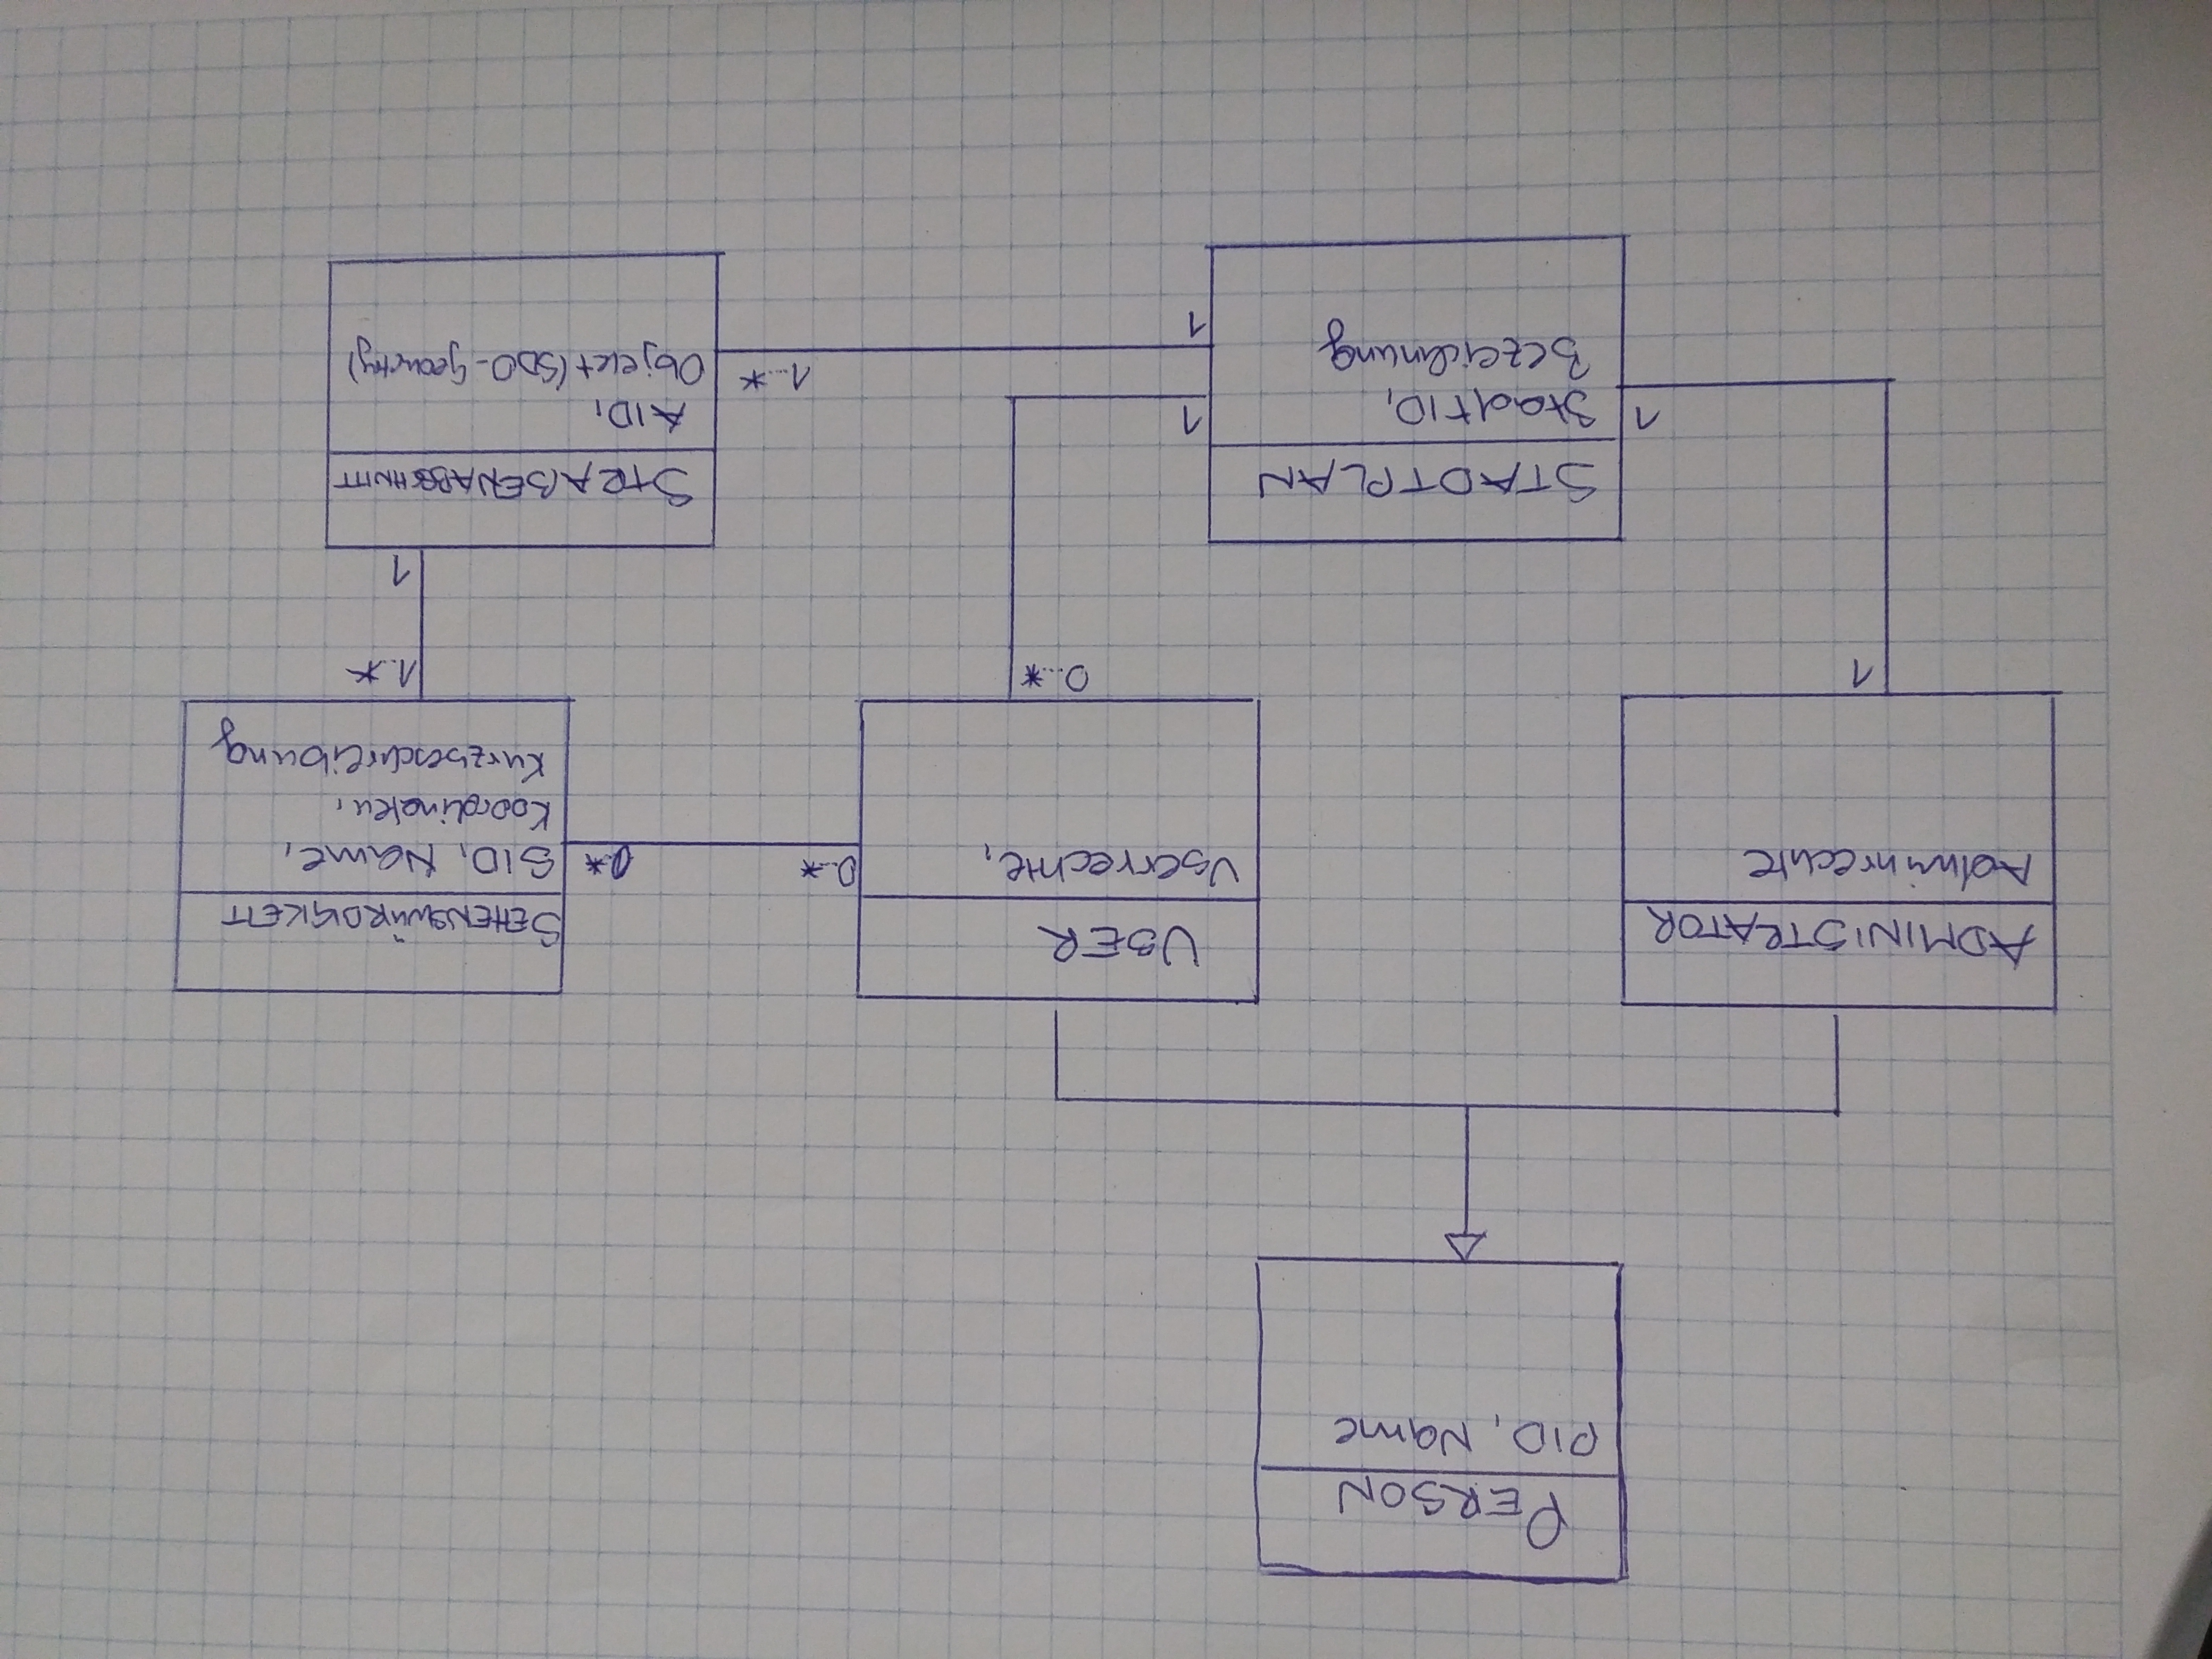 PERSON
PID, Name
ADMINISTRATOR
Adminrechte
1
USER
Userrechte,
0..*
0..*
0..*
SEHENSWÜRDIGKEIT
SID, Name,
Koordinaten,
Kurzbeschreibung
1..*
1
STADTPLAN
StadtID,
Bezeichnung
1
1
1
1...*
STRAßENABSCHNITT
AID,
Objekt (SDO-Geometry)